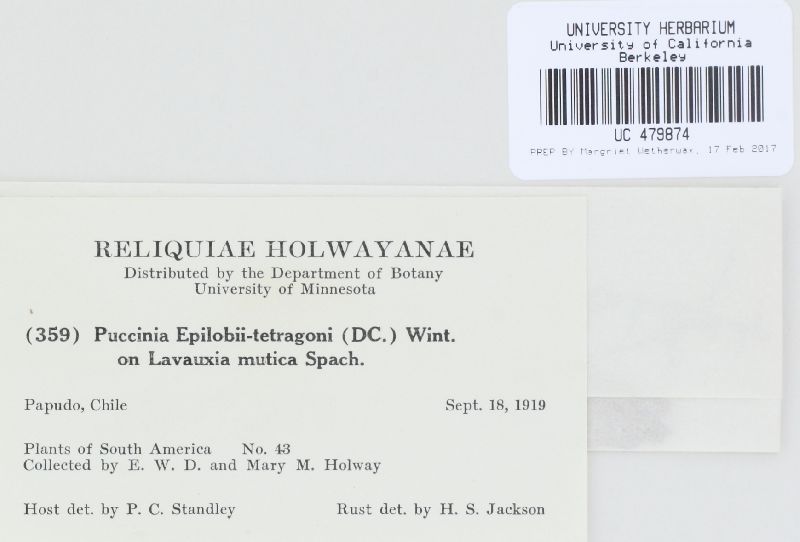 UNIVERSITY HERBARIUM
University of California
Berkeley
UC 479874
PREP BY Margriet Wetherwax, 17 Feb 2017
RELIQUIAE HOLWAYANAE
Distributed by the Department of Botany
University of Minnesota
(359) Puccinia Epilobii-tetragoni (DC.) Wint.
on Lavauxia mutica Spach.
Papudo, Chile Sept. 18, 1919
Plants of South America No. 43
Collected by E. W. D. and Mary M. Holway
Host det. by P. C. Standley Rust det. by H. S. Jackson